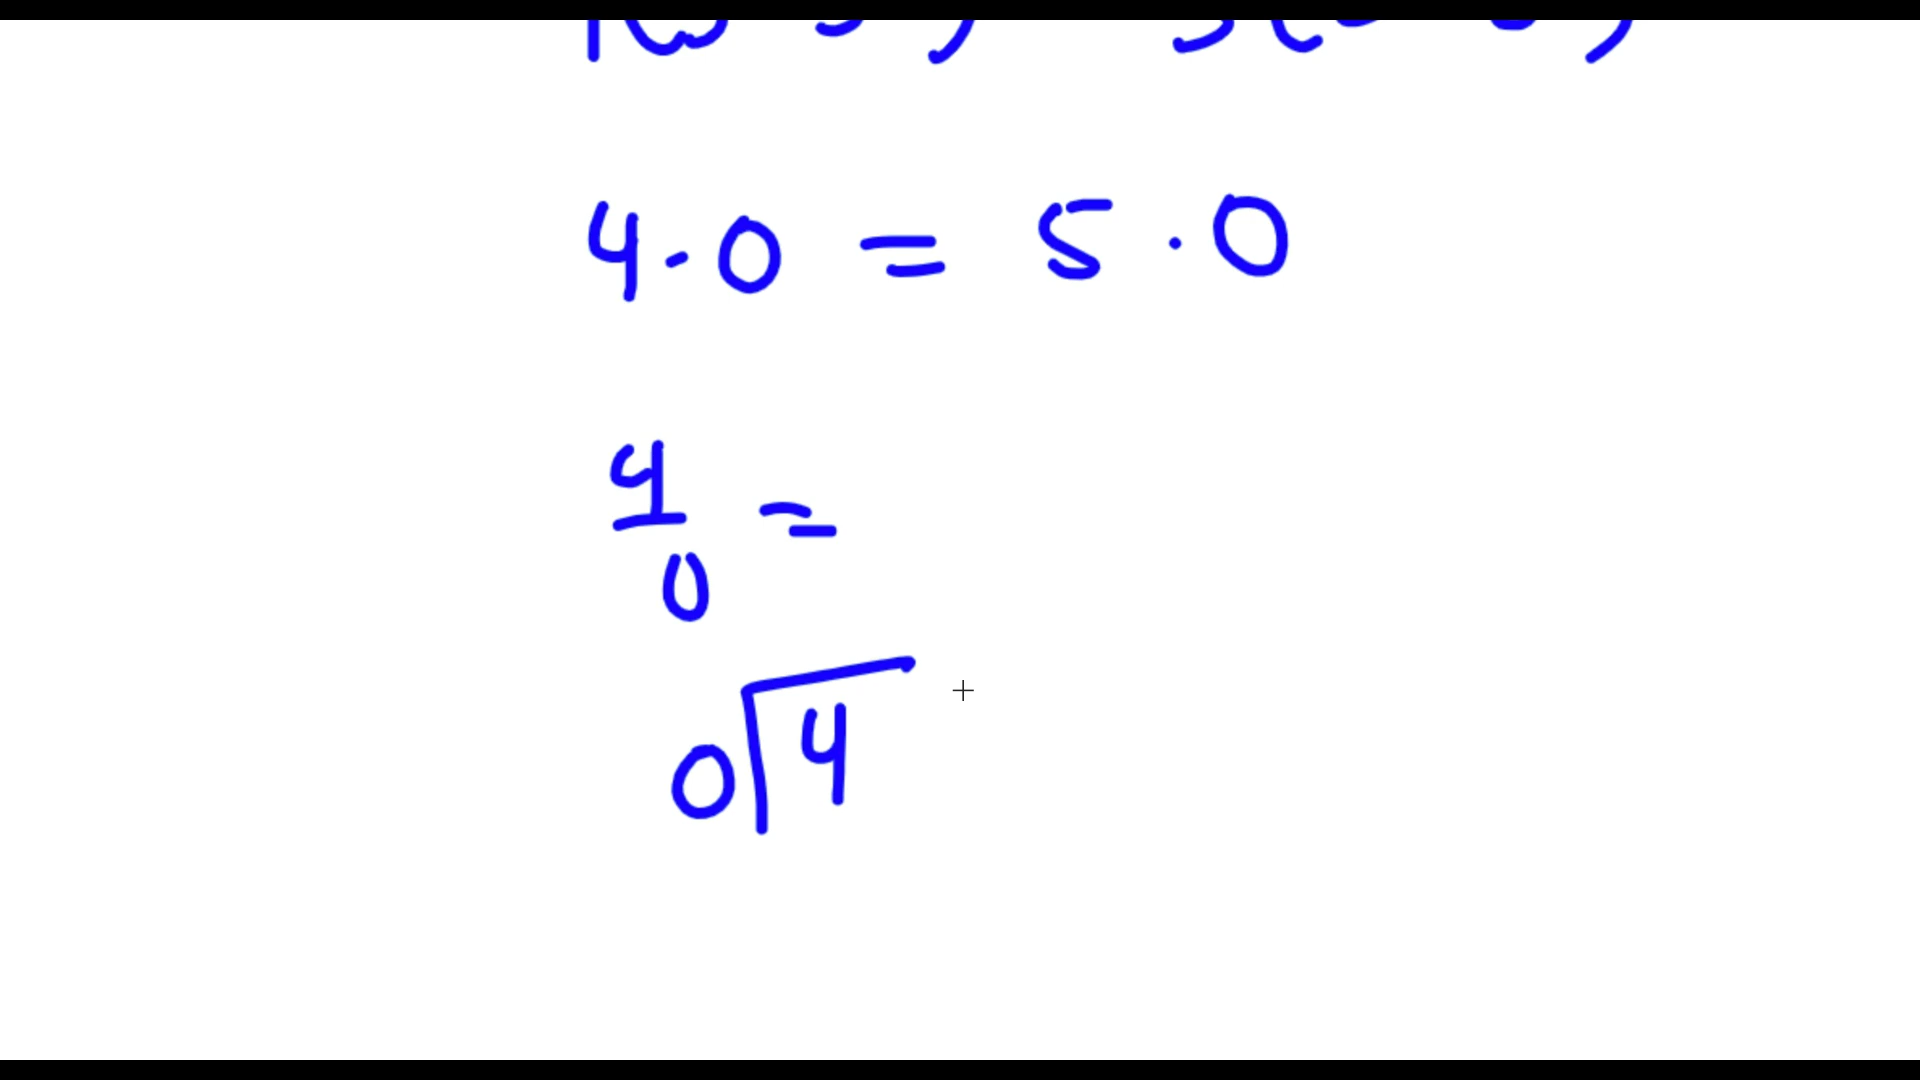 4 · 0 = 5 · 0
4/0 =
0√4